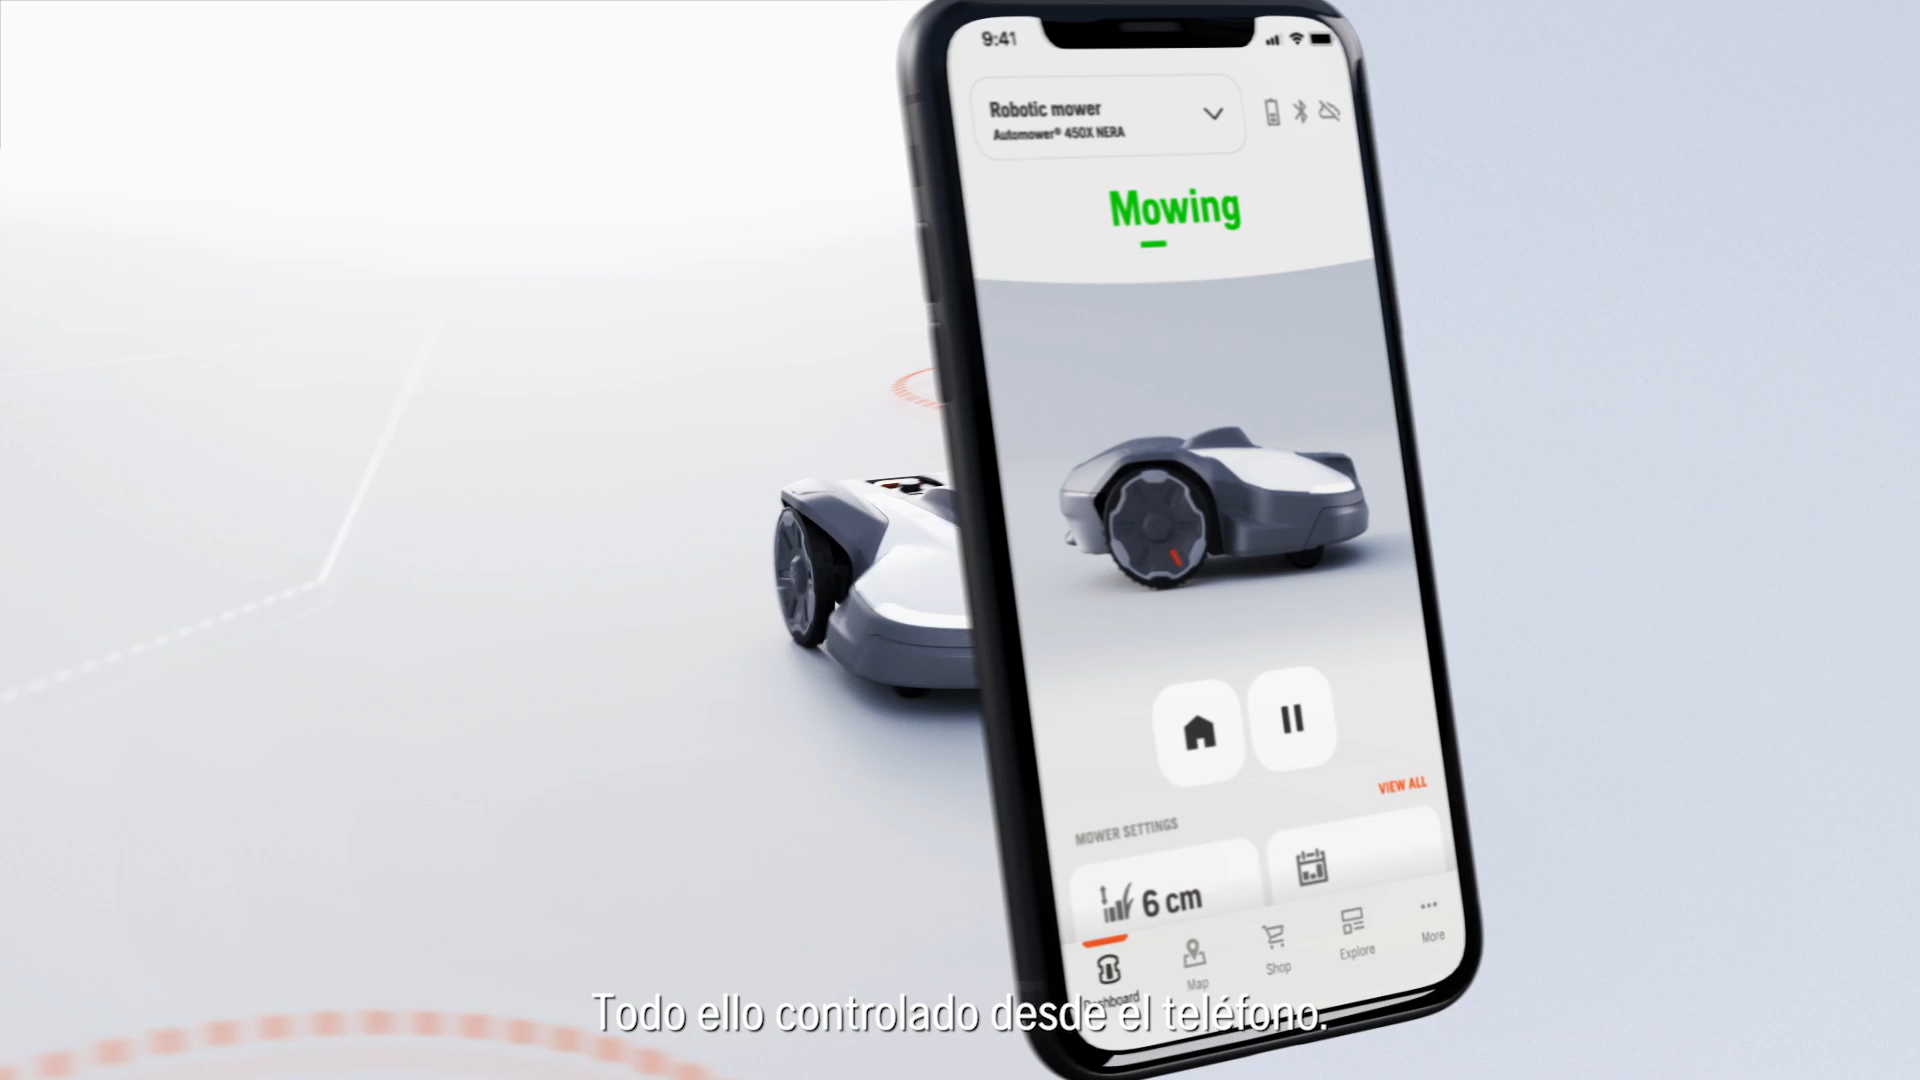 9:41
Robotic mower
Automower® 450X NERA
Mowing
VIEW ALL
MOWER SETTINGS
6 cm
Dashboard
Map
Shop
Explore
More
Todo ello controlado desde el teléfono.